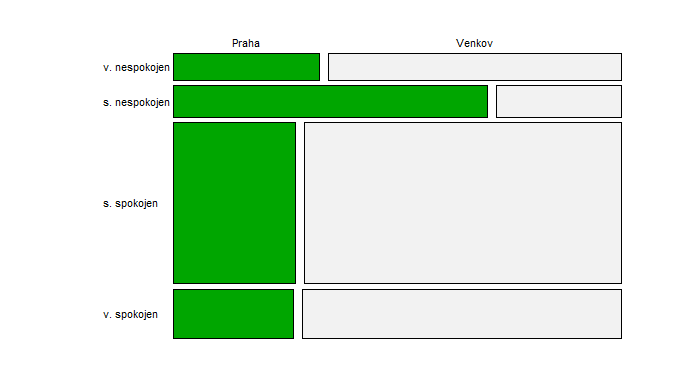 Praha Venkov
v. nespokojen
s. nespokojen
s. spokojen
v. spokojen